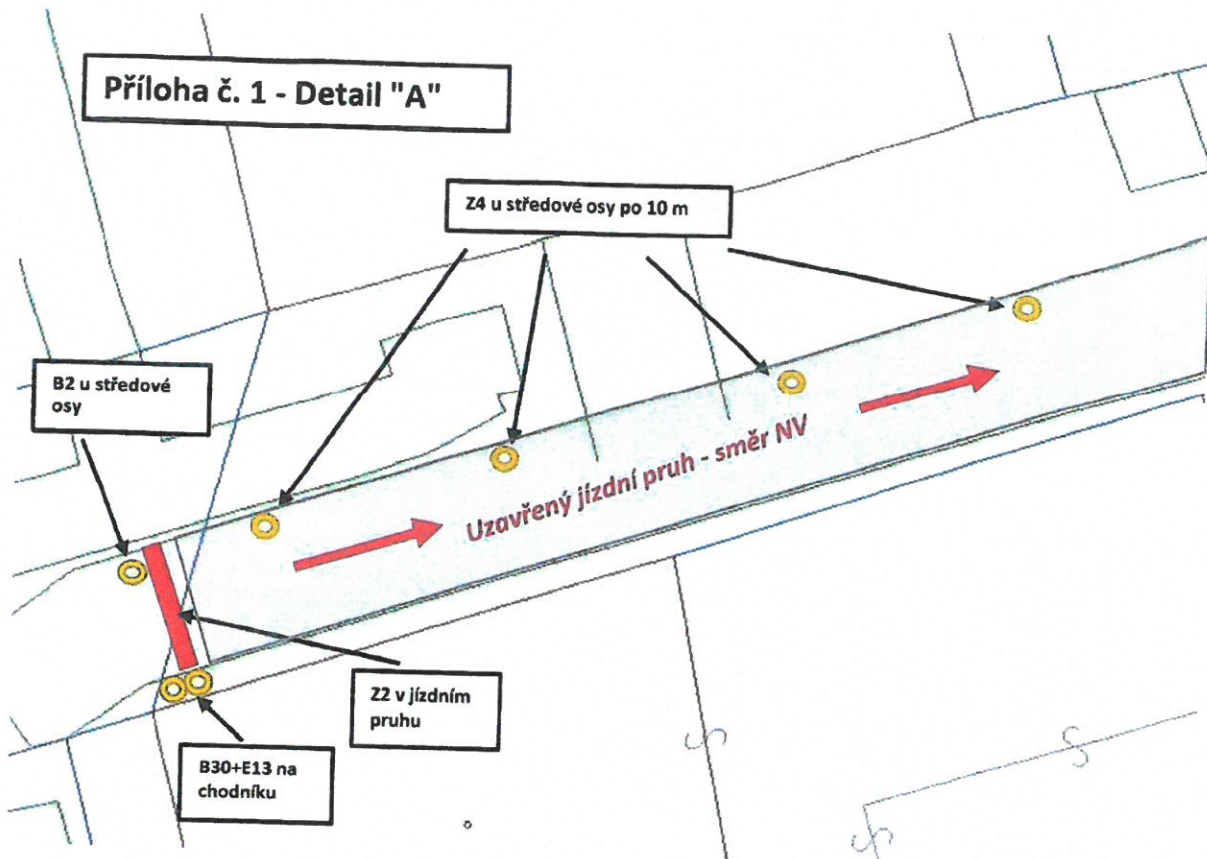 Příloha č. 1 - Detail "A"
Z4 u středové osy po 10 m
B2 u středové
osy
Uzavřený jízdní pruh - směr NV
Z2 v jízdním
pruhu
B30+E13 na
chodníku